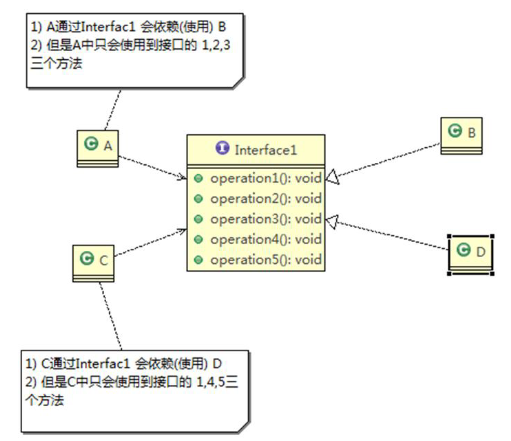 1) A通过Interfac1 会依赖(使用) B
2) 但是A中只会使用到接口的 1,2,3
三个方法
C A
I Interface1
C B
operation1(): void
operation2(): void
operation3(): void
operation4(): void
operation5(): void
C C
C D
1) C通过Interfac1 会依赖(使用) D
2) 但是C中只会使用到接口的 1,4,5三
个方法